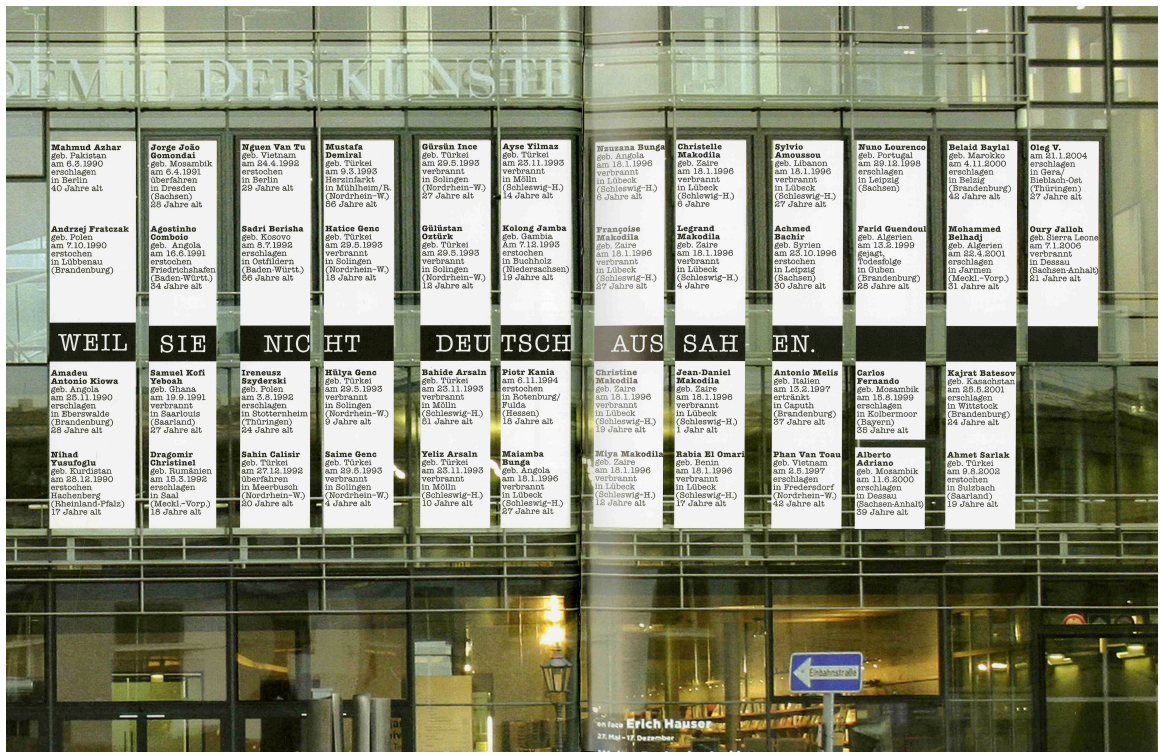 DEMIE DER KÜNSTE
Mahmud Azhar
geb. Pakistan
am 6.3.1990
erschlagen
in Berlin
40 Jahre alt
Andrzej Fratczak
geb. Polen
am 7.10.1990
erstochen
in Lübbenau
(Brandenburg)
Jorge João
Gomondai
geb. Mosambik
am 6.4.1991
überfahren
in Dresden
(Sachsen)
28 Jahre alt
Agostinho
Comboio
geb. Angola
am 16.6.1991
erstochen
Friedrichshafen
(Baden-Württ.)
34 Jahre alt
Nguen Van Tu
geb. Vietnam
am 24.4.1992
erstochen
in Berlin
29 Jahre alt
Sadri Berisha
geb. Kosovo
am 8.7.1992
erschlagen
in Ostfildern
(Baden-Württ.)
56 Jahre alt
Mustafa
Demiral
geb. Türkei
am 9.3.1993
Herzinfarkt
in Mühlheim/R.
(Nordrhein-W.)
56 Jahre alt
Hatice Genc
geb. Türkei
am 29.5.1993
verbrannt
in Solingen
(Nordrhein-W.)
18 Jahre alt
Gürsün Ince
geb. Türkei
am 29.5.1993
verbrannt
in Solingen
(Nordrhein-W.)
27 Jahre alt
Gülüstan
Oztürk
geb. Türkei
am 29.5.1993
verbrannt
in Solingen
(Nordrhein-W.)
12 Jahre alt
Ayse Yilmaz
geb. Türkei
am 23.11.1993
verbrannt
in Mölln
(Schleswig-H.)
14 Jahre alt
Kolong Jamba
geb. Gambia
Am 7.12.1993
erstochen
in Buchholz
(Niedersachsen)
19 Jahre alt
Nzuzana Bunga
geb. Angola
am 18.1.1996
verbrannt
in Lübeck
(Schleswig-H.)
6 Jahre alt
Françoise
Makodila
geb. Zaire
am 18.1.1996
verbrannt
in Lübeck
(Schleswig-H.)
27 Jahre alt
Christelle
Makodila
geb. Zaire
am 18.1.1996
verbrannt
in Lübeck
(Schleswig-H.)
6 Jahre
Legrand
Makodila
geb. Zaire
am 18.1.1996
verbrannt
in Lübeck
(Schleswig-H.)
4 Jahre
Sylvio
Amoussou
geb. Libanon
am 18.1.1996
verbrannt
in Lübeck
(Schleswig-H.)
27 Jahre alt
Achmed
Bachir
geb. Syrien
am 23.10.1996
erstochen in
Leipzig
(Sachsen)
30 Jahre alt
Nuno Lourenco
geb. Portugal
am 29.12.1998
erschlagen
in Leipzig
(Sachsen)
Farid Guendoul
geb. Algerien
am 13.2.1999
gejagt,
Todesfolge
in Guben
(Brandenburg)
28 Jahre alt
Belaid Baylal
geb. Marokko
am 4.11.2000
erschlagen
in Belzig
(Brandenburg)
42 Jahre alt
Mohammed
Belhadj
geb. Algerien
am 22.4.2001
erschlagen
in Jarmen
(Meckl.-Vorp.)
31 Jahre alt
Oleg V.
am 21.1.2004
erschlagen
in Gera/
Bieblach-Ost
(Thüringen)
27 Jahre alt
Oury Jalloh
geb. Sierra Leone
am 7.1.2006
verbrannt
in Dessau
(Sachsen-Anhalt)
21 Jahre alt
WEIL SIE NICHT DEUTSCH AUS SAHEN.
Amadeu
Antonio Kiowa
geb. Angola
am 25.11.1990
erschlagen
in Eberswalde
(Brandenburg)
28 Jahre alt
Nihad
Yusufoglu
geb. Kurdistan
am 28.12.1990
erstochen
Hachenberg
(Rheinland-Pfalz)
17 Jahre alt
Samuel Kofi
Yeboah
geb. Ghana
am 19.9.1991
verbrannt
in Saarlouis
(Saarland)
27 Jahre alt
Dragomir
Christinel
geb. Rumänien
am 15.3.1992
erschlagen
in Saal
(Meckl.-Vorp.)
18 Jahre alt
Ireneusz
Szyderski
geb. Polen
am 3.8.1992
erschlagen
in Stotternheim
(Thüringen)
24 Jahre alt
Sahin Calisir
geb. Türkei
am 27.12.1992
überfahren
in Meerbusch
(Nordrhein-W.)
20 Jahre alt
Hülya Genc
geb. Türkei
am 29.5.1993
verbrannt
in Solingen
(Nordrhein-W.)
9 Jahre alt
Saime Genc
geb. Türkei
am 29.5.1993
verbrannt
in Solingen
(Nordrhein-W.)
4 Jahre alt
Bahide Arsaln
geb. Türkei
am 23.11.1993
verbrannt
in Mölln
(Schleswig-H.)
51 Jahre alt
Yeliz Arsaln
geb. Türkei
am 23.11.1993
verbrannt
in Mölln
(Schleswig-H.)
10 Jahre alt
Piotr Kania
am 6.11.1994
erstochen
in Rotenburg/
Fulda
(Hessen)
18 Jahre alt
Maiamba
Bunga
geb. Angola
am 18.1.1996
verbrannt
in Lübeck
(Schleswig-H.)
27 Jahre alt
Christine
Makodila
geb. Zaire
am 18.1.1996
verbrannt
in Lübeck
(Schleswig-H.)
19 Jahre alt
Miya Makodila
geb. Zaire
am 18.1.1996
verbrannt
in Lübeck
(Schleswig-H.)
12 Jahre alt
Jean-Daniel
Makodila
geb. Zaire
am 18.1.1996
verbrannt
in Lübeck
(Schleswig-H.)
1 Jahr alt
Rabia El Omari
geb. Benin
am 18.1.1996
verbrannt
in Lübeck
(Schleswig-H.)
17 Jahre alt
Antonio Melis
geb. Italien
am 13.2.1997
ertränkt
in Caputh
(Brandenburg)
37 Jahre alt
Phan Van Toau
geb. Vietnam
am 2.5.1997
erschlagen
in Fredersdorf
(Nordrhein-W.)
42 Jahre alt
Carlos
Fernando
geb. Mosambik
am 15.8.1999
erschlagen
in Kolbermoor
(Bayern)
35 Jahre alt
Alberto
Adriano
geb. Mosambik
am 11.6.2000
erschlagen
in Dessau
(Sachsen-Anhalt)
39 Jahre alt
Kajrat Batesov
geb. Kasachstan
am 25.5.2001
erschlagen
in Wittstock
(Brandenburg)
24 Jahre alt
Ahmet Sarlak
geb. Türkei
am 9.8.2002
erstochen
in Sulzbach
(Saarland)
19 Jahre alt
Einbahnstraße
en face Erich Hauser
27. Mai – 17. Dezember